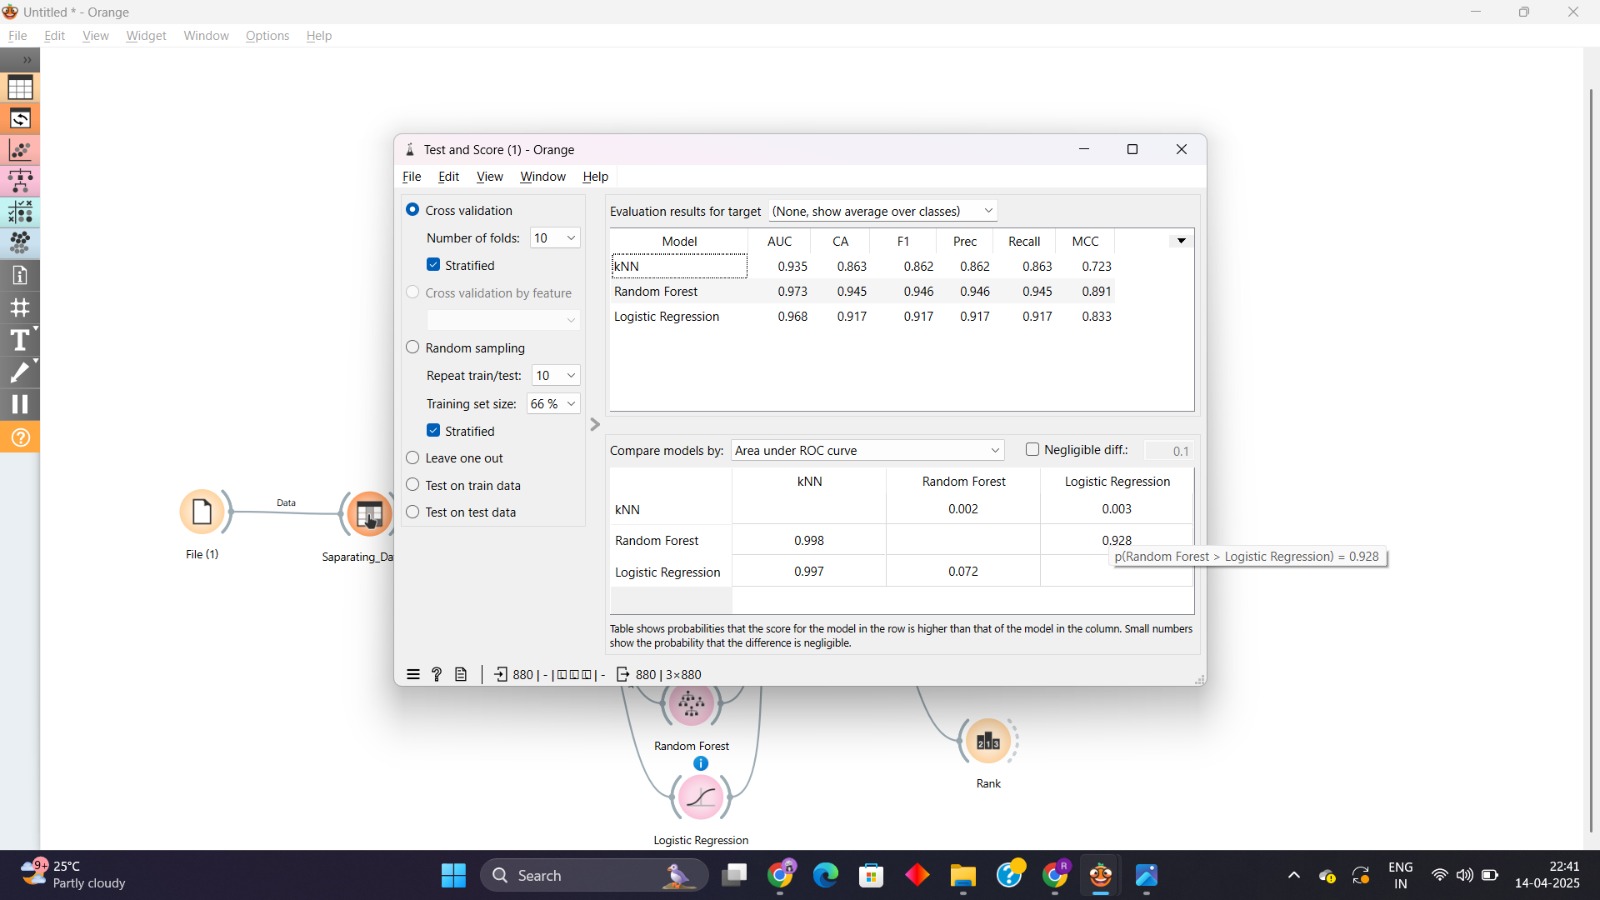 Untitled * - Orange
File Edit View Widget Window Options Help
Test and Score (1) - Orange
File Edit View Window Help
Cross validation
Number of folds: 10
Stratified
Cross validation by feature
Random sampling
Repeat train/test: 10
Training set size: 66 %
Stratified
Leave one out
Test on train data
Test on test data
Evaluation results for target (None, show average over classes)
Model AUC CA F1 Prec Recall MCC
kNN 0.935 0.863 0.862 0.862 0.863 0.723
Random Forest 0.973 0.945 0.946 0.946 0.945 0.891
Logistic Regression 0.968 0.917 0.917 0.917 0.917 0.833
Compare models by: Area under ROC curve Negligible diff.: 0.1
kNN Random Forest Logistic Regression
kNN 0.002 0.003
Random Forest 0.998 0.928
p(Random Forest > Logistic Regression) = 0.928
Logistic Regression 0.997 0.072
Table shows probabilities that the score for the model in the row is higher than that of the model in the column. Small numbers
show the probability that the difference is negligible.
880 | - | | - 880 | 3×880
Data
File (1)
Saparating_Da
Random Forest
Logistic Regression
Rank
25°C
Partly cloudy
Search
ENG
IN
22:41
14-04-2025